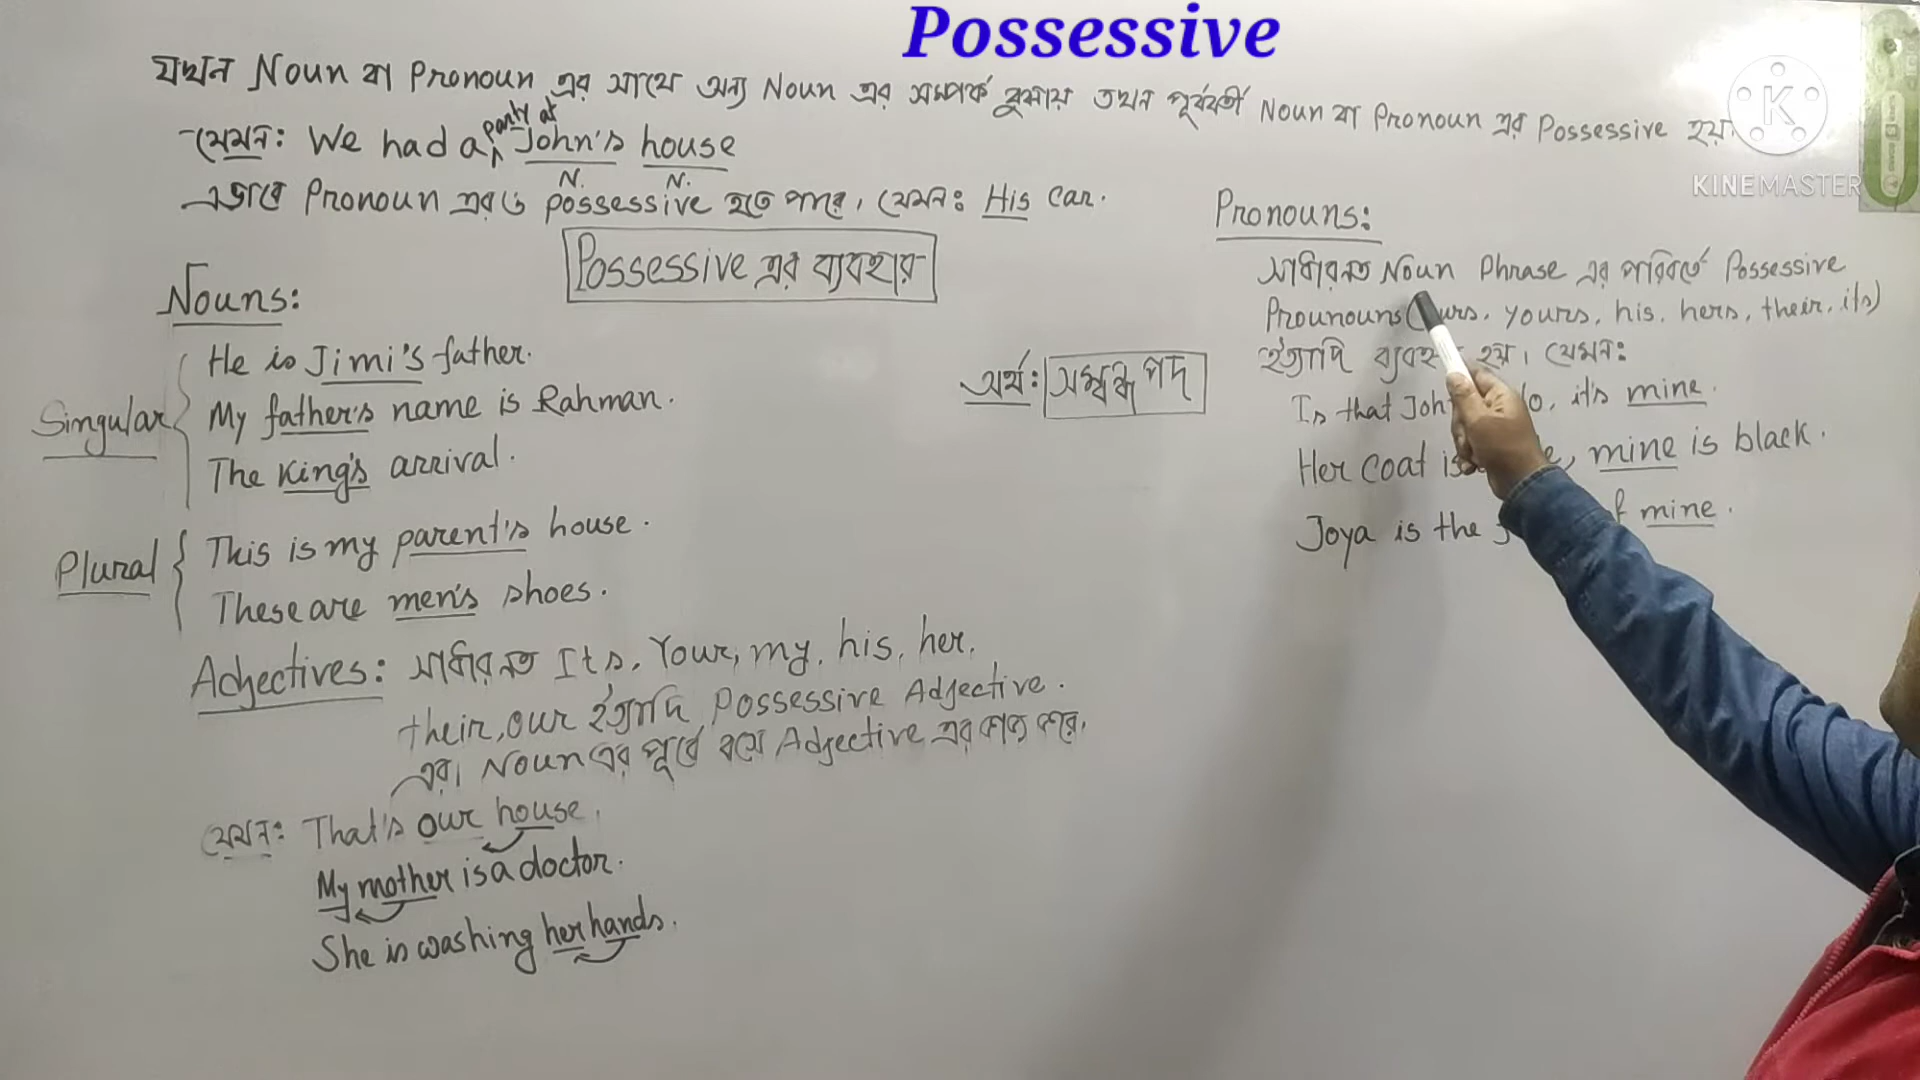 Possessive
যখন Noun বা Pronoun এর সাথে অন্য Noun এর সম্পর্ক বুঝায় তখন পূর্ববর্তী Noun বা Pronoun এর Possessive হয়।
যেমন: We had a party at John's house
N. N.
এভাবে Pronoun এরও possessive হতে পারে, যেমন: His car.
Possessive এর ব্যবহার
Nouns:
Singular
He is Jimi's father.
My father's name is Rahman.
The King's arrival.
Plural
This is my parent's house.
These are men's shoes.
Adjectives: সাধারনত Its, Your, my, his, her,
their, our ইত্যাদি Possessive Adjective.
এরা Noun এর পূর্বে বসে Adjective এর কাজ করে,
যেমন: That's our house.
My mother is a doctor.
She is washing her hands.
অর্থ: সম্বন্ধ পদ
Pronouns:
সাধারনত Noun Phrase এর পরিবর্তে Possessive
Prounouns yours, his, hers, their, its)
ইত্যাদি হয়। যেমন:
Is that it's mine.
Her coat mine is black.
Joya is the mine.
K
KINEMASTER